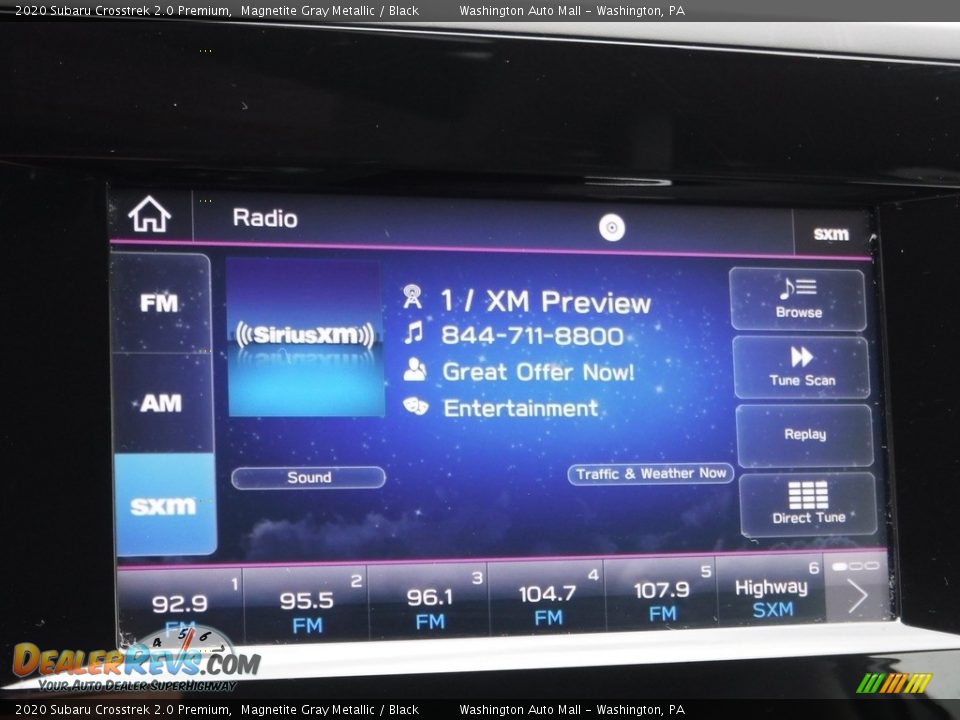 2020 Subaru Crosstrek 2.0 Premium, Magnetite Gray Metallic / Black Washington Auto Mall - Washington, PA
Radio
sxm
FM
AM
sxm
((SiriusXM))
1 / XM Preview
844-711-8800
Great Offer Now!
Entertainment
Browse
Tune Scan
Replay
Direct Tune
Sound
Traffic & Weather Now
1
92.9
FM
2
95.5
FM
3
96.1
FM
4
104.7
FM
5
107.9
FM
6
Highway
SXM
4 5 6
DealerRevs.com
Your Auto Dealer SuperHighway
2020 Subaru Crosstrek 2.0 Premium, Magnetite Gray Metallic / Black Washington Auto Mall - Washington, PA